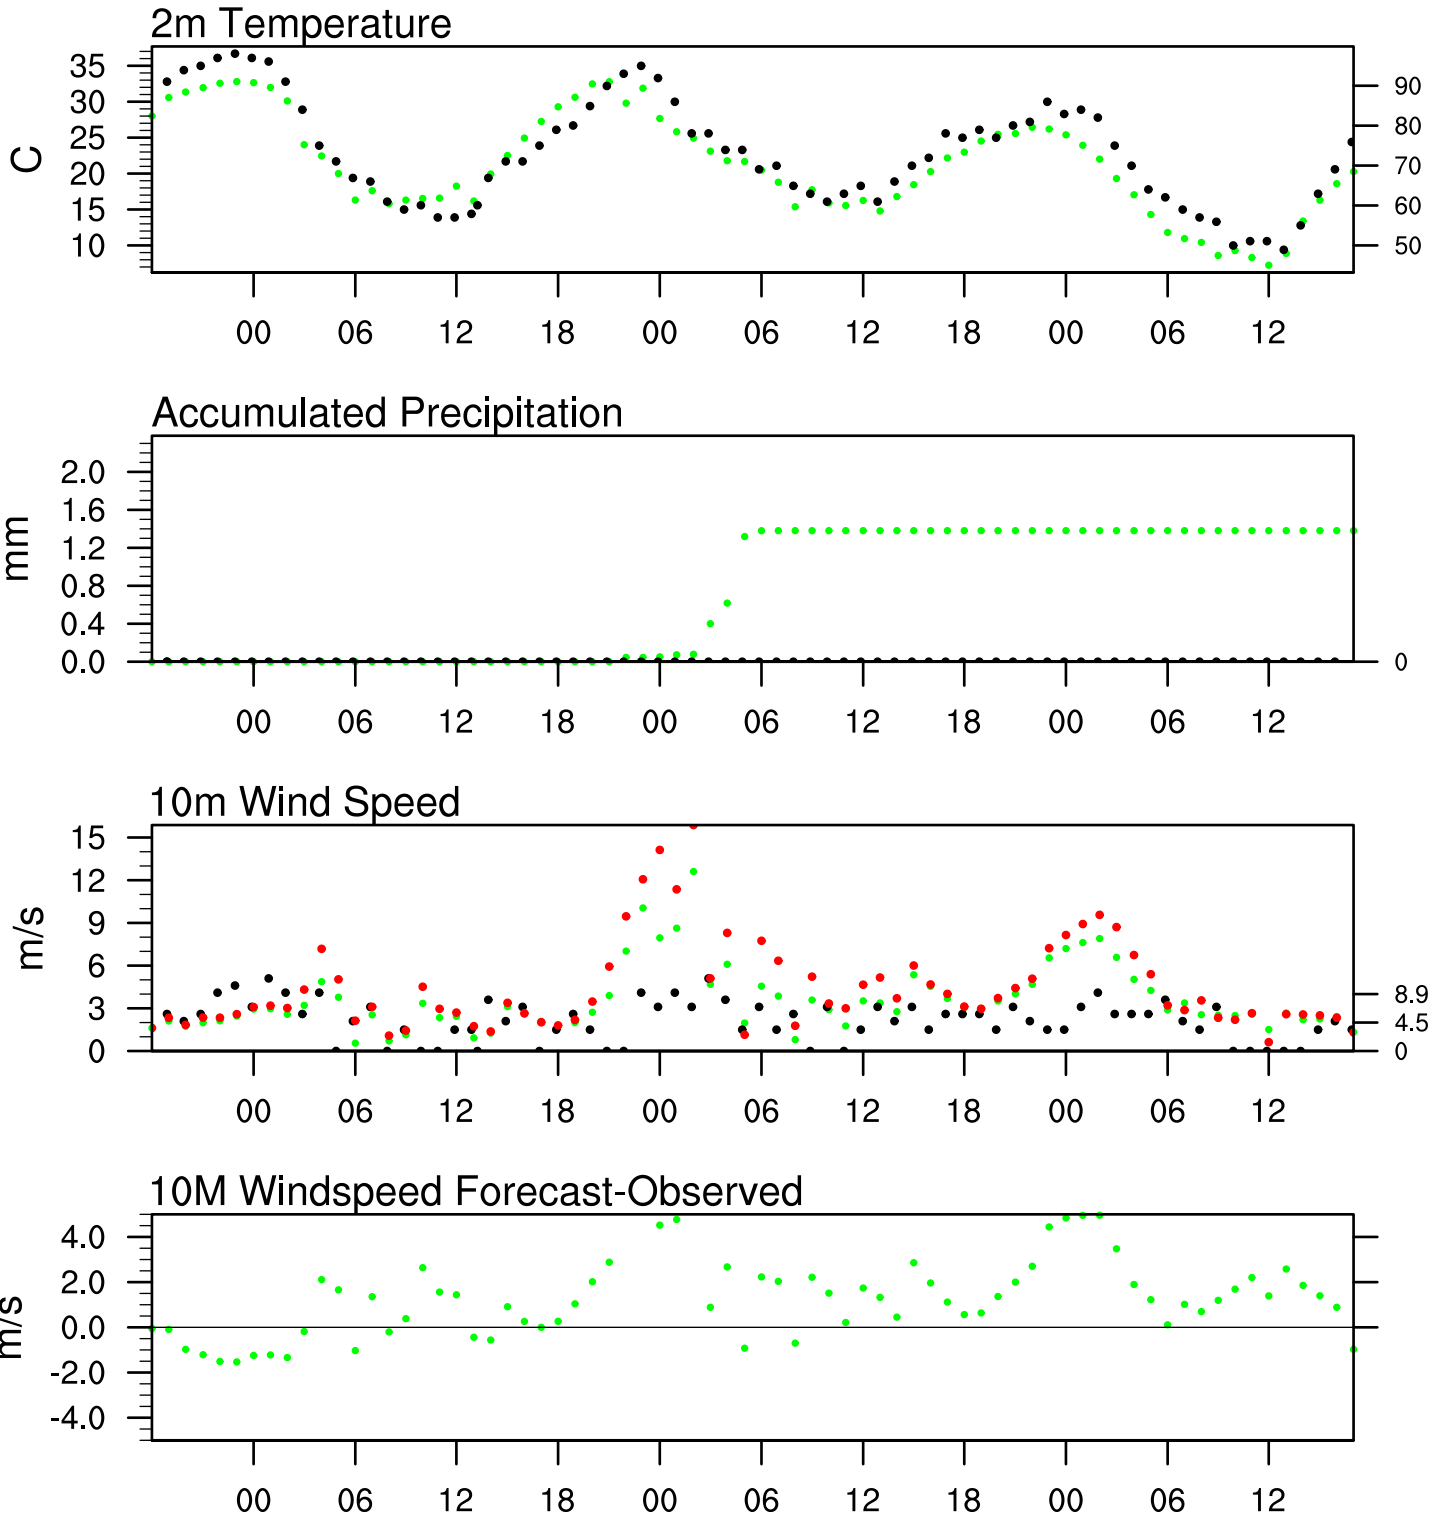 2m Temperature
35
30
25
20
15
10
C
90
80
70
60
50
00 06 12 18 00 06 12 18 00 06 12
Accumulated Precipitation
2.0
1.6
1.2
0.8
0.4
0.0
mm
0
00 06 12 18 00 06 12 18 00 06 12
10m Wind Speed
15
12
9
6
3
0
m/s
8.9
4.5
0
00 06 12 18 00 06 12 18 00 06 12
10M Windspeed Forecast-Observed
4.0
2.0
0.0
-2.0
-4.0
m/s
00 06 12 18 00 06 12 18 00 06 12